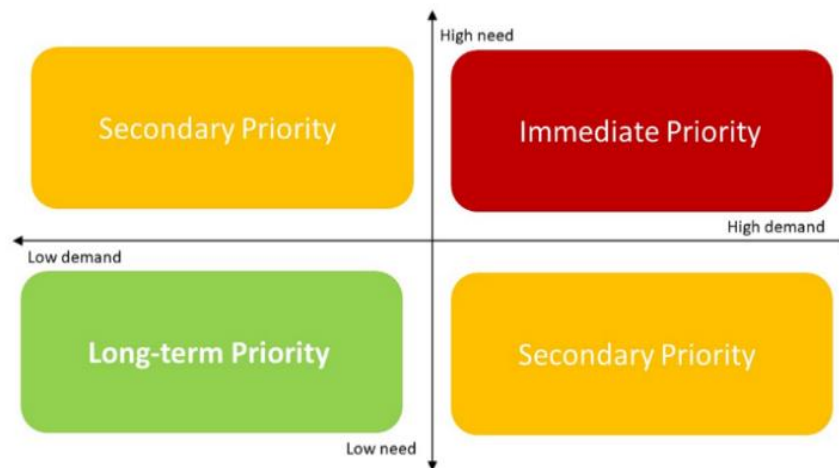 High need
Secondary Priority
Immediate Priority
High demand
Low demand
Long-term Priority
Secondary Priority
Low need